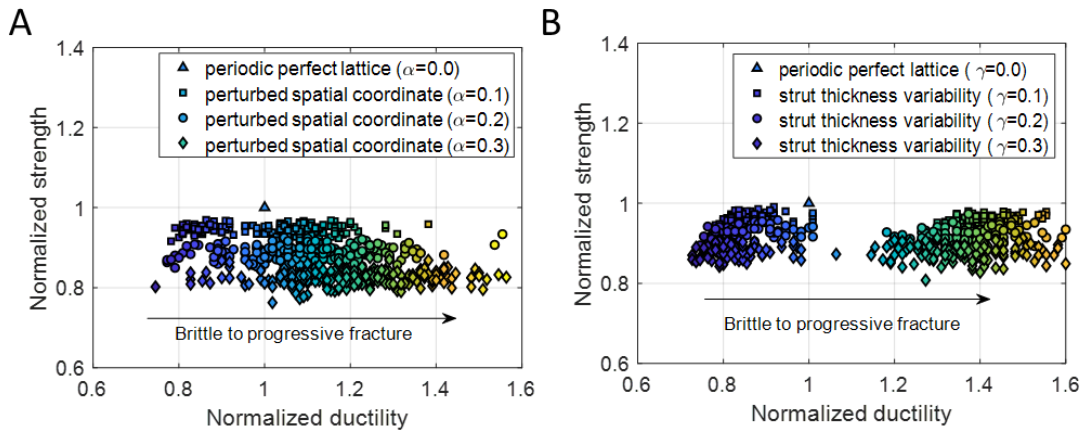 A
1.4
1.2
1
0.8
0.6
Normalized strength
periodic perfect lattice (α=0.0)
perturbed spatial coordinate (α=0.1)
perturbed spatial coordinate (α=0.2)
perturbed spatial coordinate (α=0.3)
Brittle to progressive fracture
0.6 0.8 1 1.2 1.4 1.6
Normalized ductility
B
1.4
1.2
1
0.8
0.6
Normalized strength
periodic perfect lattice ( γ=0.0)
strut thickness variability ( γ=0.1)
strut thickness variability ( γ=0.2)
strut thickness variability ( γ=0.3)
Brittle to progressive fracture
0.6 0.8 1 1.2 1.4 1.6
Normalized ductility